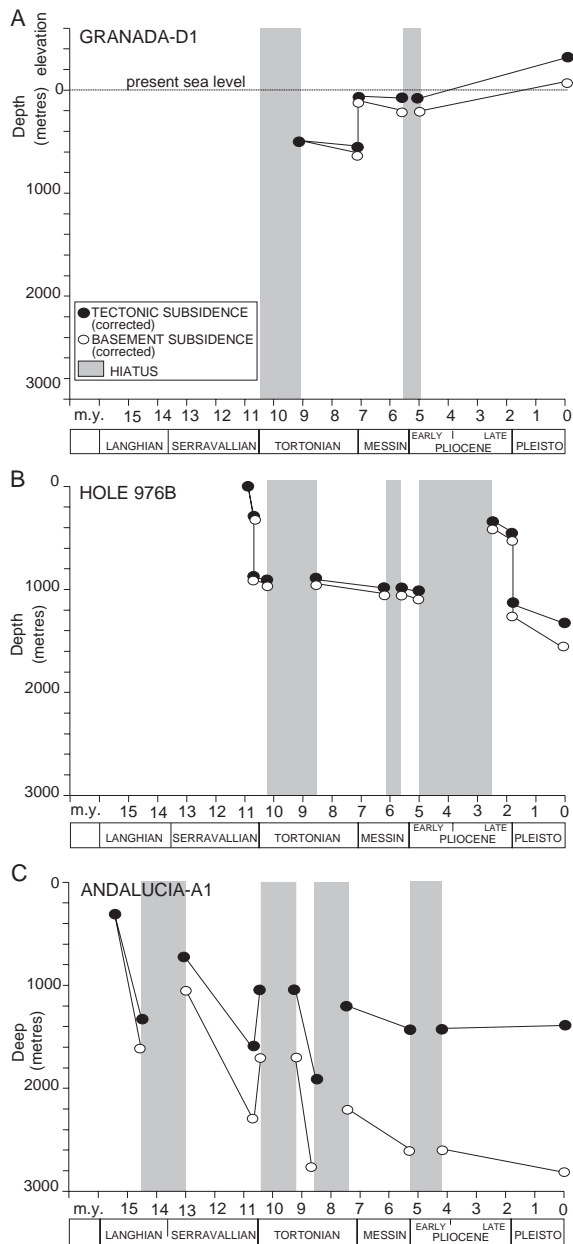 A
GRANADA-D1
Depth
(metres) elevation
present sea level
0
1000
2000
3000
TECTONIC SUBSIDENCE
(corrected)
BASEMENT SUBSIDENCE
(corrected)
HIATUS
m.y. 15 14 13 12 11 10 9 8 7 6 5 4 3 2 1 0
LANGHIAN SERRAVALLIAN TORTONIAN MESSIN EARLY LATE PLIOCENE PLEISTO
B
HOLE 976B
Depth
(metres)
0
1000
2000
3000
m.y. 15 14 13 12 11 10 9 8 7 6 5 4 3 2 1 0
LANGHIAN SERRAVALLIAN TORTONIAN MESSIN EARLY LATE PLIOCENE PLEISTO
C
ANDALUCIA-A1
Deep
(metres)
0
1000
2000
3000
m.y. 15 14 13 12 11 10 9 8 7 6 5 4 3 2 1 0
LANGHIAN SERRAVALLIAN TORTONIAN MESSIN EARLY LATE PLIOCENE PLEISTO